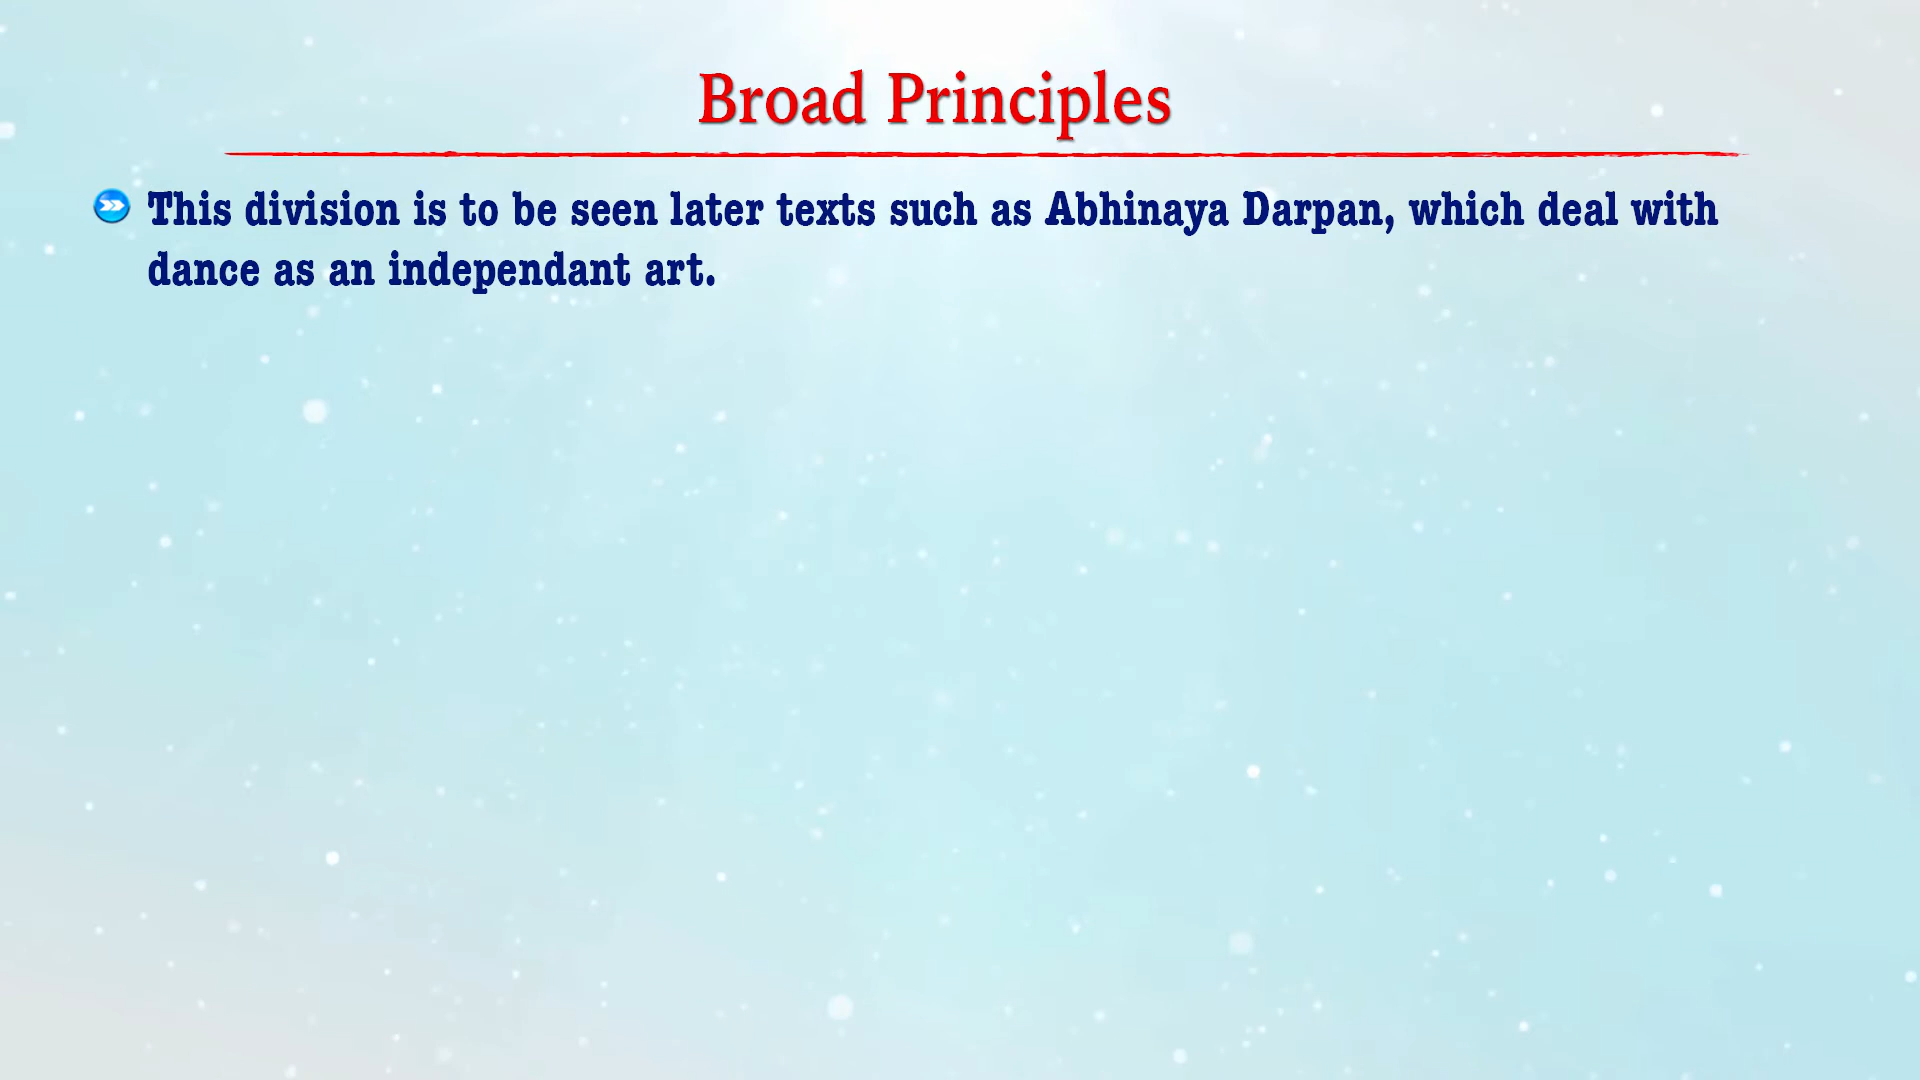 Broad Principles
This division is to be seen later texts such as Abhinaya Darpan, which deal with
dance as an independant art.